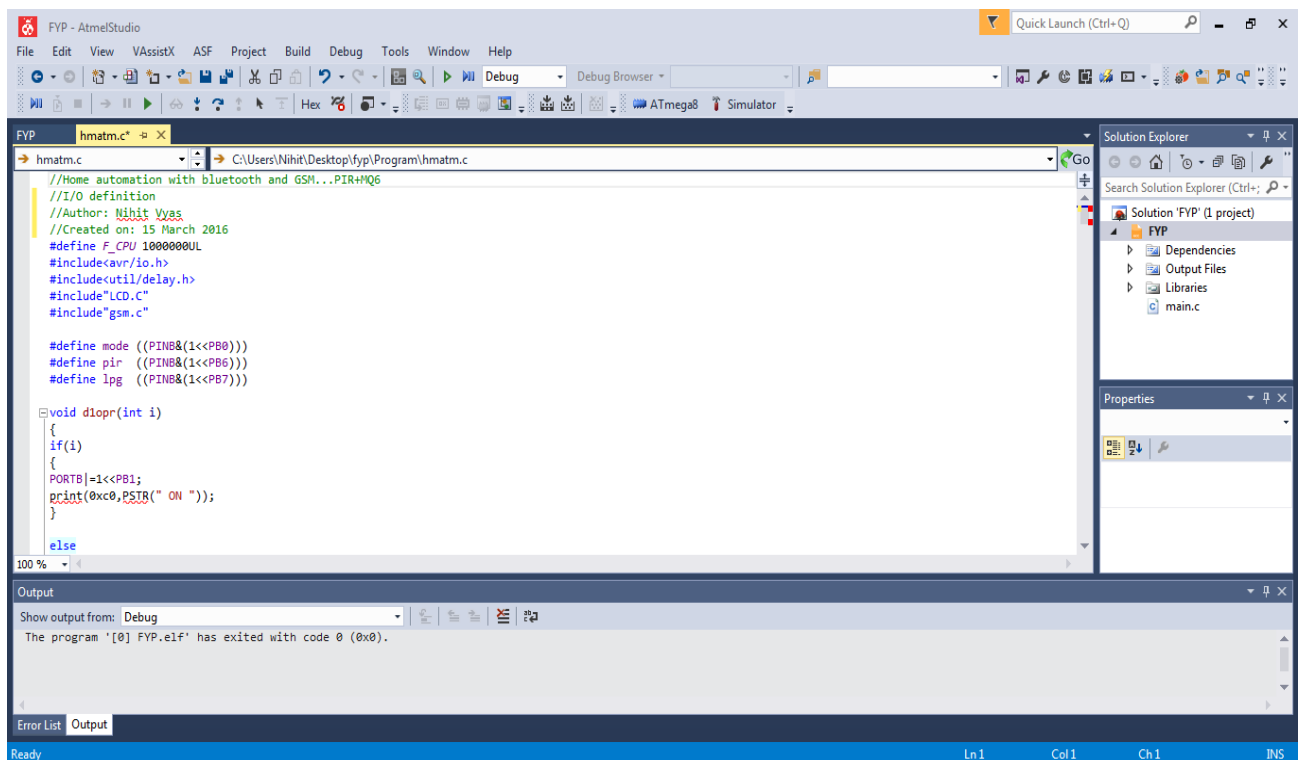 FYP - AtmelStudio
Quick Launch (Ctrl+Q)
File Edit View VAssistX ASF Project Build Debug Tools Window Help
Debug Debug Browser
Hex ATmega8 Simulator
FYP hmatm.c*
hmatm.c C:\Users\Nihit\Desktop\fyp\Program\hmatm.c Go
//Home automation with bluetooth and GSM...PIR+MQ6
//I/O definition
//Author: Nihit Vyas
//Created on: 15 March 2016
#define F_CPU 1000000UL
#include<avr/io.h>
#include<util/delay.h>
#include"LCD.C"
#include"gsm.c"
#define mode ((PINB&(1<<PB0)))
#define pir ((PINB&(1<<PB6)))
#define lpg ((PINB&(1<<PB7)))
void d1opr(int i)
{
if(i)
{
PORTB|=1<<PB1;
print(0xc0,PSTR(" ON "));
}
else
100 %
Solution Explorer
Search Solution Explorer (Ctrl+;
Solution 'FYP' (1 project)
FYP
Dependencies
Output Files
Libraries
main.c
Properties
Output
Show output from: Debug
The program '[0] FYP.elf' has exited with code 0 (0x0).
Error List Output
Ready Ln 1 Col 1 Ch 1 INS